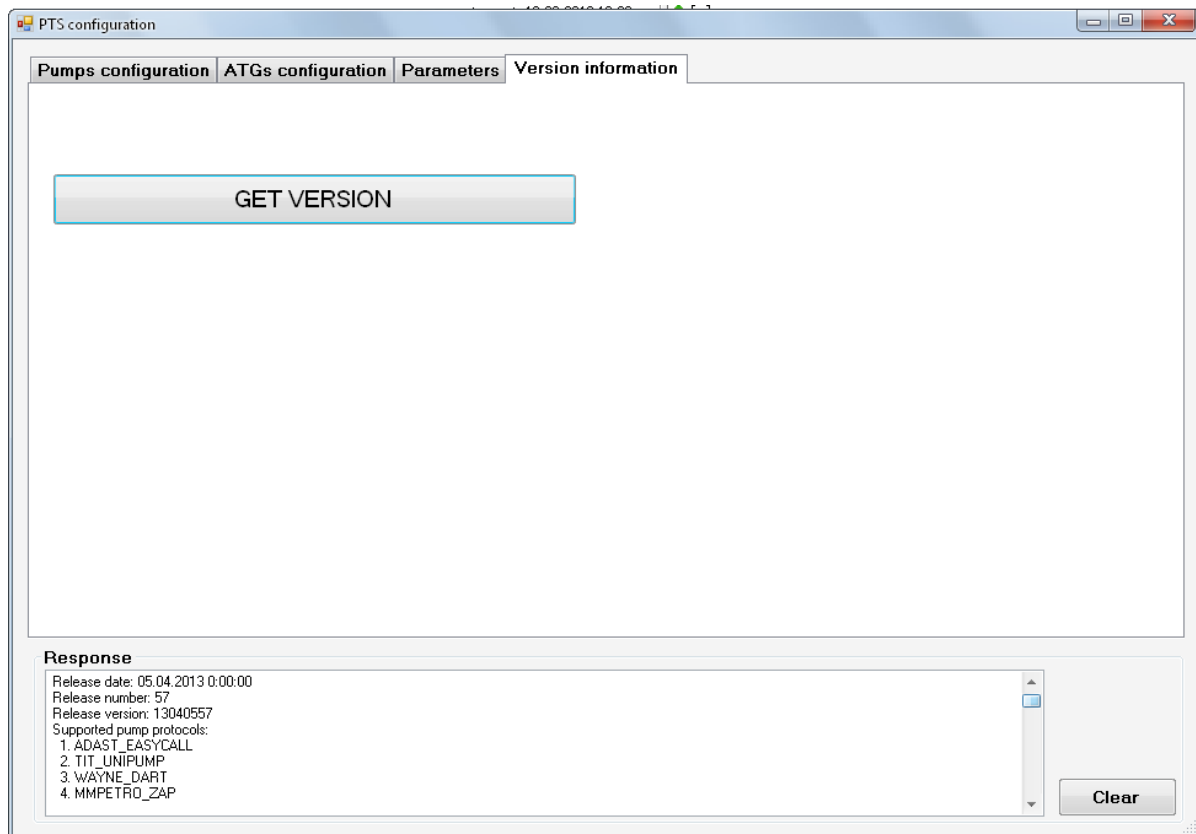 PTS configuration
Pumps configuration ATGs configuration Parameters Version information
GET VERSION
Response
Release date: 05.04.2013 0:00:00
Release number: 57
Release version: 13040557
Supported pump protocols:
1. ADAST_EASYCALL
2. TIT_UNIPUMP
3. WAYNE_DART
4. MMPETRO_ZAP
Clear